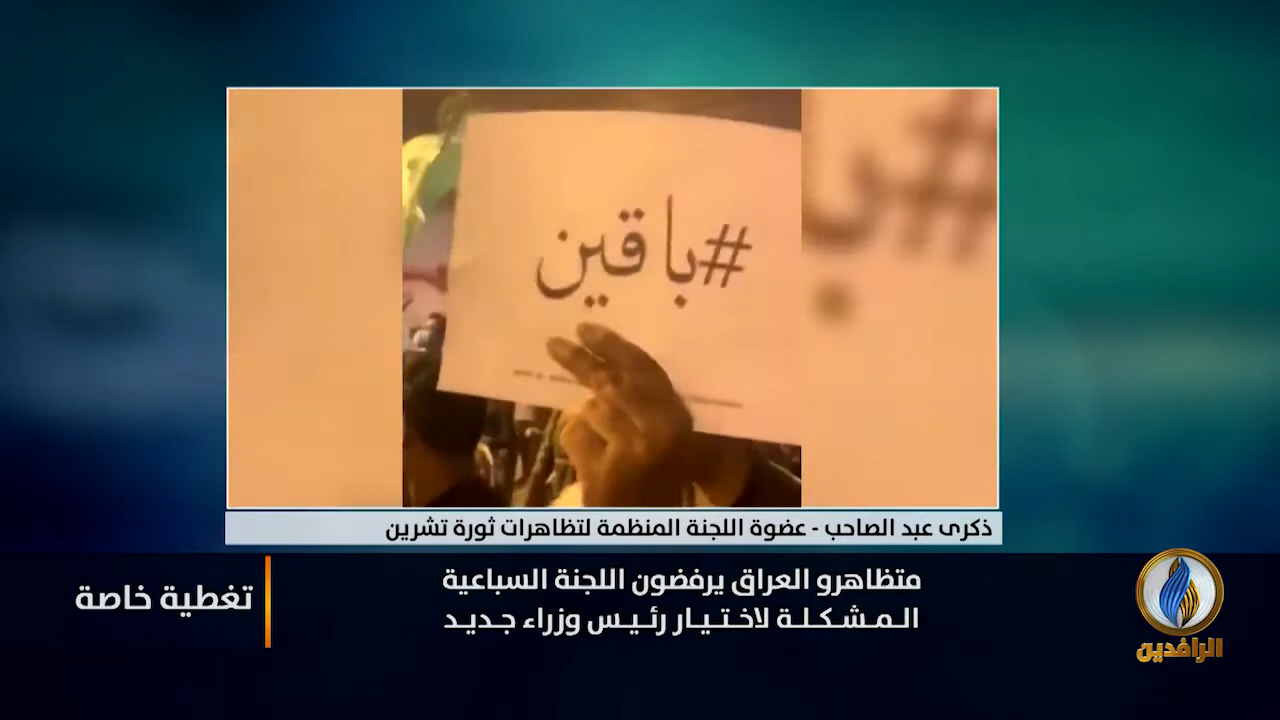 #باقين
ذكرى عبد الصاحب - عضوة اللجنة المنظمة لتظاهرات ثورة تشرين
متظاهرو العراق يرفضون اللجنة السباعية
المشكلة لاختيار رئيس وزراء جديد
تغطية خاصة
الرافدين